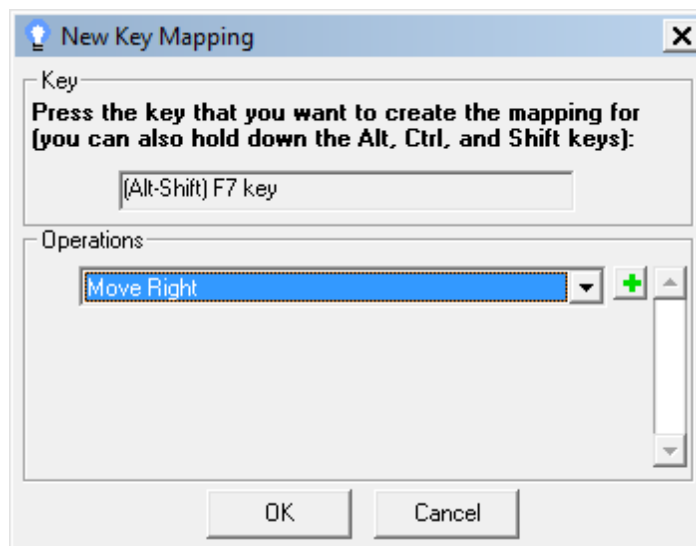 New Key Mapping
Key
Press the key that you want to create the mapping for
(you can also hold down the Alt, Ctrl, and Shift keys):
(Alt-Shift) F7 key
Operations
Move Right
OK Cancel